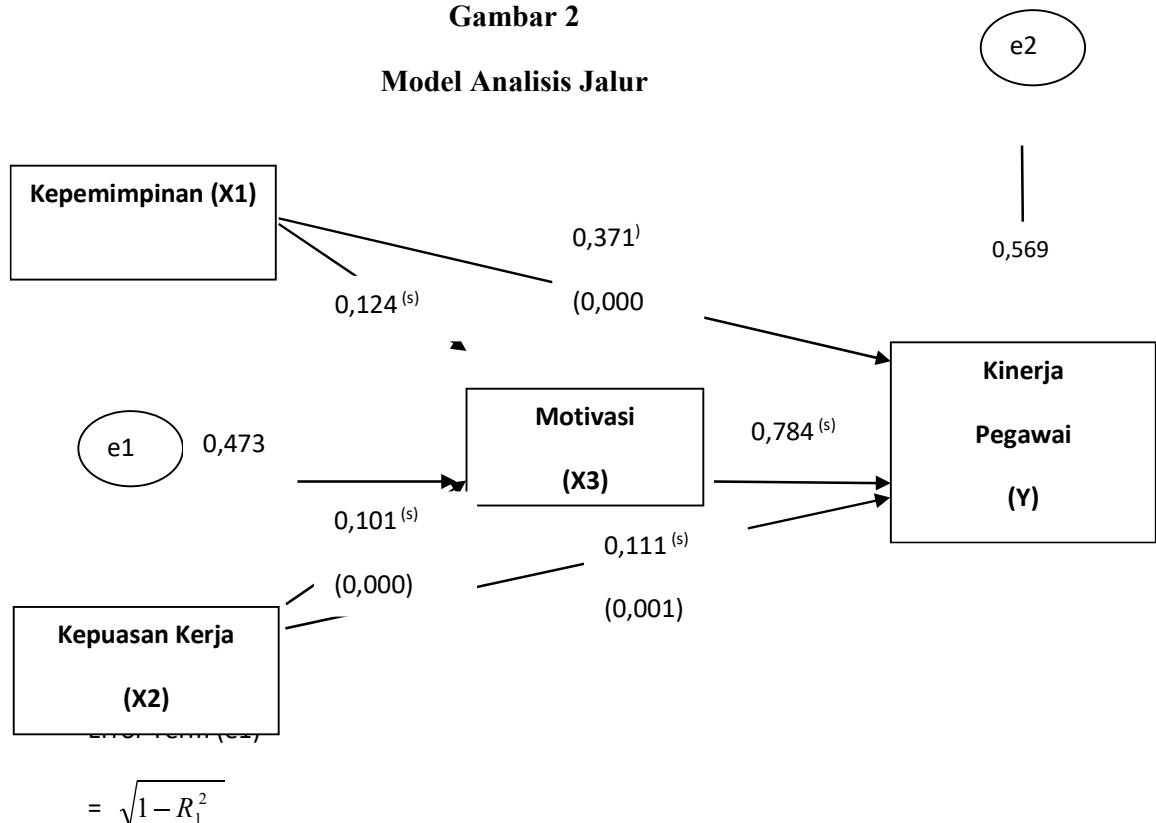 Gambar 2
Model Analisis Jalur
e2
Kepemimpinan (X1)
0,371⁾
0,569
0,124 ⁽ˢ⁾
(0,000
Kinerja
Pegawai
(Y)
Motivasi
(X3)
0,784 ⁽ˢ⁾
e1
0,473
0,101 ⁽ˢ⁾
(0,000)
0,111 ⁽ˢ⁾
(0,001)
Kepuasan Kerja
(X2)
Error Term (e1)
= √1 − R₁²